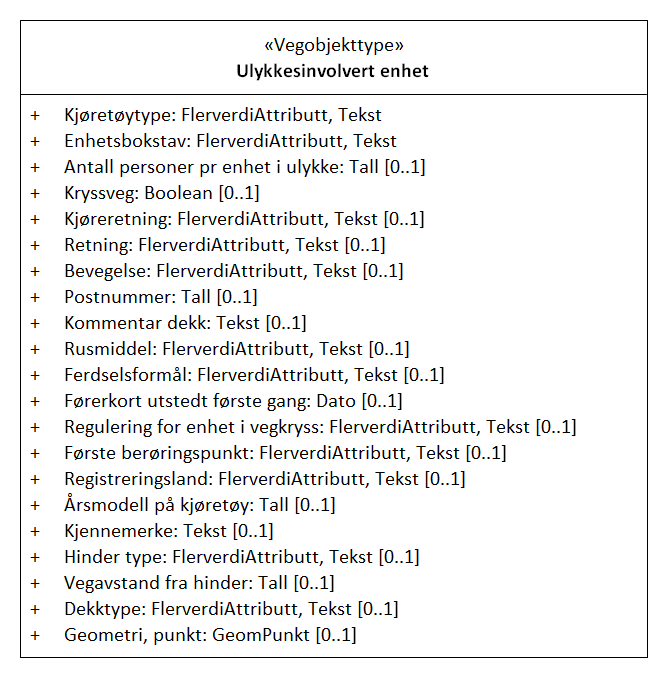 «Vegobjekttype»
Ulykkesinvolvert enhet
+ Kjøretøytype: FlerverdiAttributt, Tekst
+ Enhetsbokstav: FlerverdiAttributt, Tekst
+ Antall personer pr enhet i ulykke: Tall [0..1]
+ Kryssveg: Boolean [0..1]
+ Kjøreretning: FlerverdiAttributt, Tekst [0..1]
+ Retning: FlerverdiAttributt, Tekst [0..1]
+ Bevegelse: FlerverdiAttributt, Tekst [0..1]
+ Postnummer: Tall [0..1]
+ Kommentar dekk: Tekst [0..1]
+ Rusmiddel: FlerverdiAttributt, Tekst [0..1]
+ Ferdselsformål: FlerverdiAttributt, Tekst [0..1]
+ Førerkort utstedt første gang: Dato [0..1]
+ Regulering for enhet i vegkryss: FlerverdiAttributt, Tekst [0..1]
+ Første berøringspunkt: FlerverdiAttributt, Tekst [0..1]
+ Registreringsland: FlerverdiAttributt, Tekst [0..1]
+ Årsmodell på kjøretøy: Tall [0..1]
+ Kjennemerke: Tekst [0..1]
+ Hinder type: FlerverdiAttributt, Tekst [0..1]
+ Vegavstand fra hinder: Tall [0..1]
+ Dekktype: FlerverdiAttributt, Tekst [0..1]
+ Geometri, punkt: GeomPunkt [0..1]